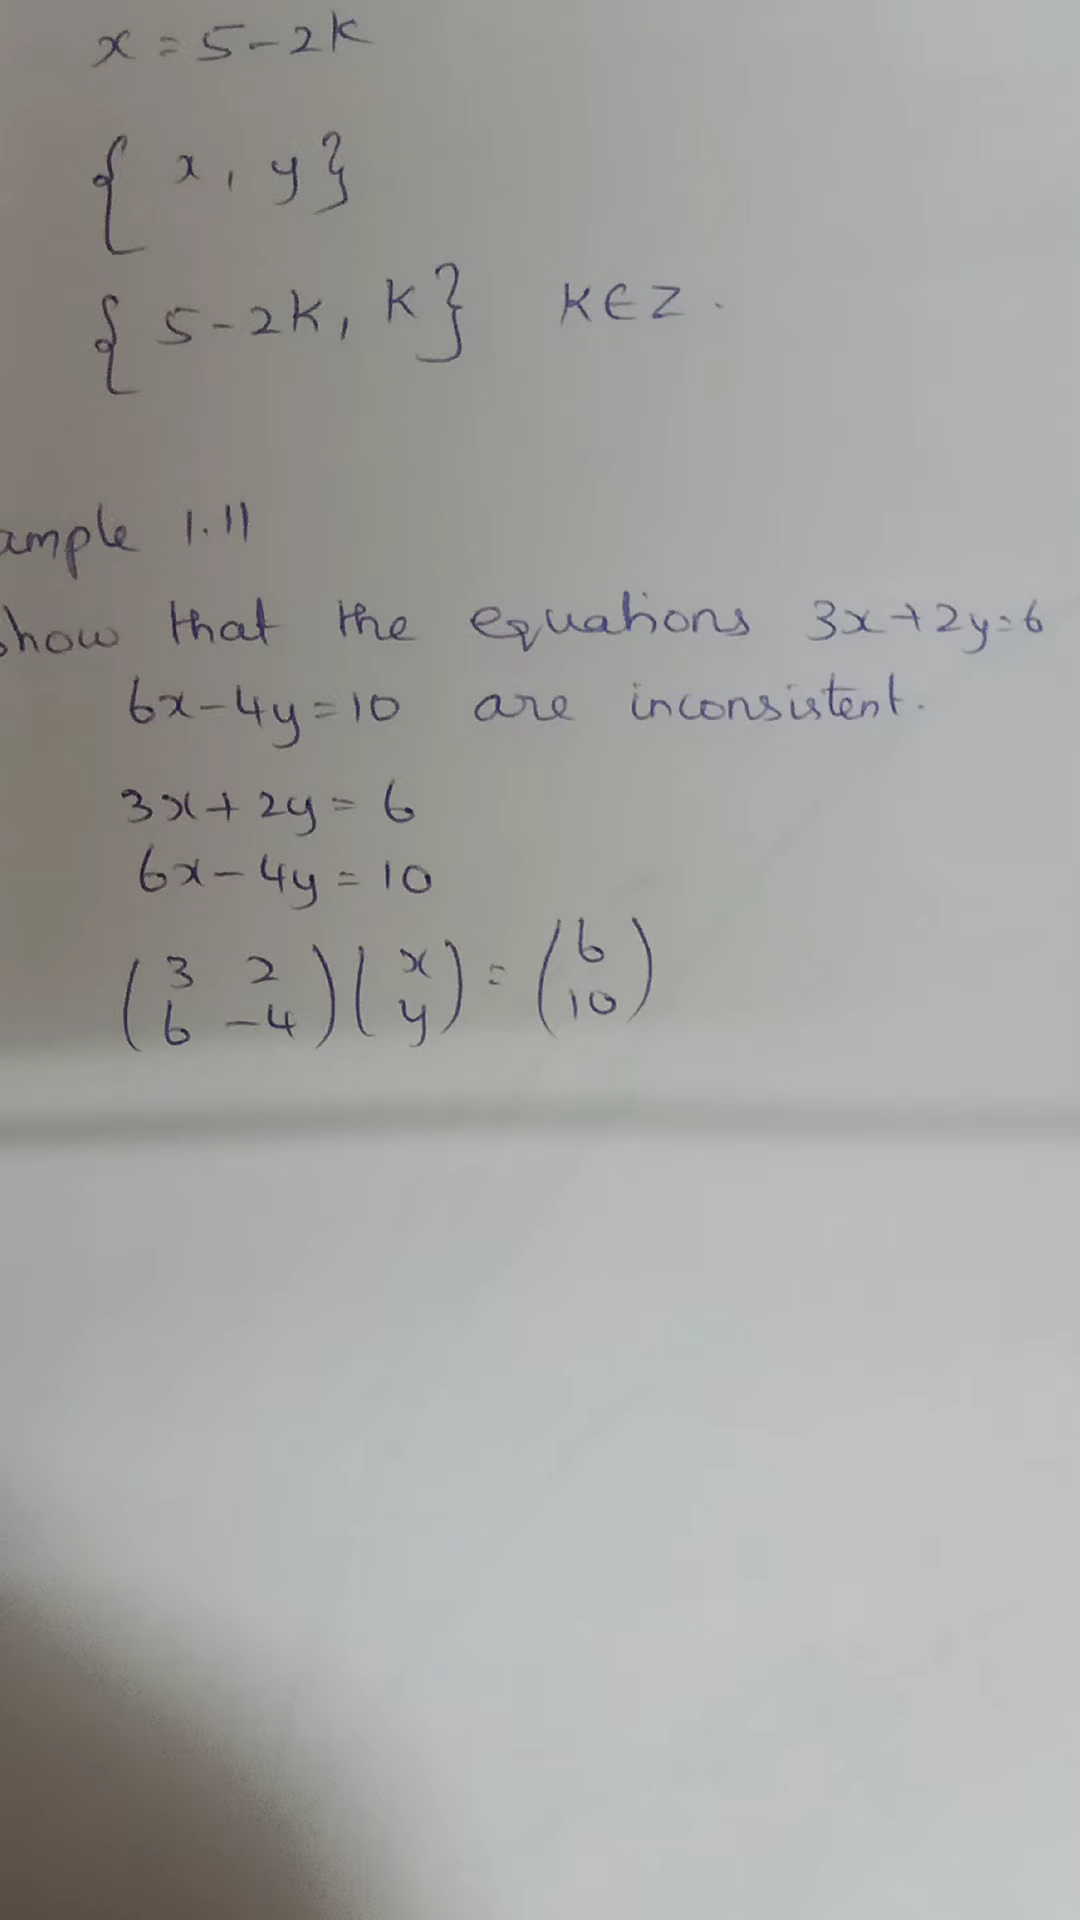 x = 5-2k
{ x, y}
{ 5-2k, k} k∈Z.
ample 1.11
show that the equations 3x+2y=6
6x-4y=10 are inconsistent.
3x+2y=6
6x-4y=10
(3 2) (x) = (6)
(6 -4) (y) (10)